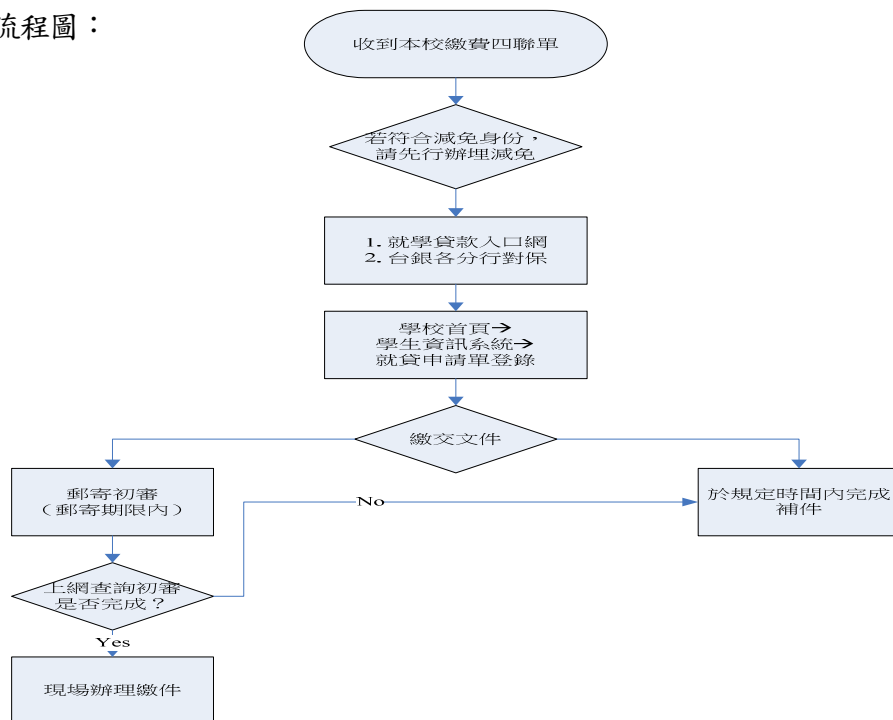 流程圖：
收到本校繳費四聯單
若符合減免身份，
請先行辦理減免
1. 就學貸款入口網
2. 台銀各分行對保
學校首頁→
學生資訊系統→
就貸申請單登錄
繳交文件
郵寄初審
（郵寄期限內）
No
於規定時間內完成
補件
上網查詢初審
是否完成？
Yes
現場辦理繳件